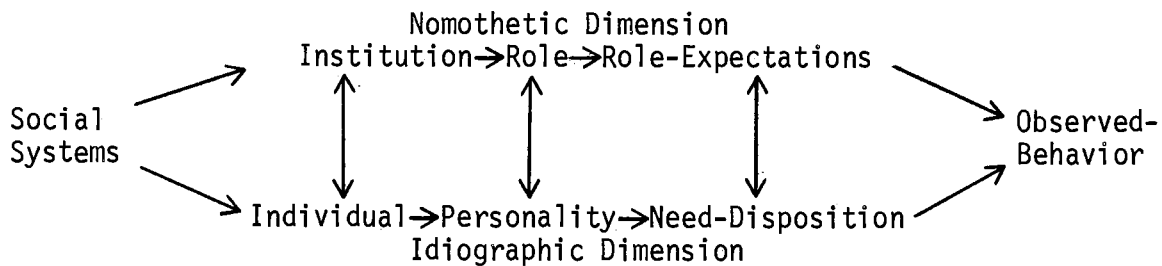 Nomothetic Dimension
Institution→Role→Role-Expectations
Social
Systems
Observed-
Behavior
Individual→Personality→Need-Disposition
Idiographic Dimension